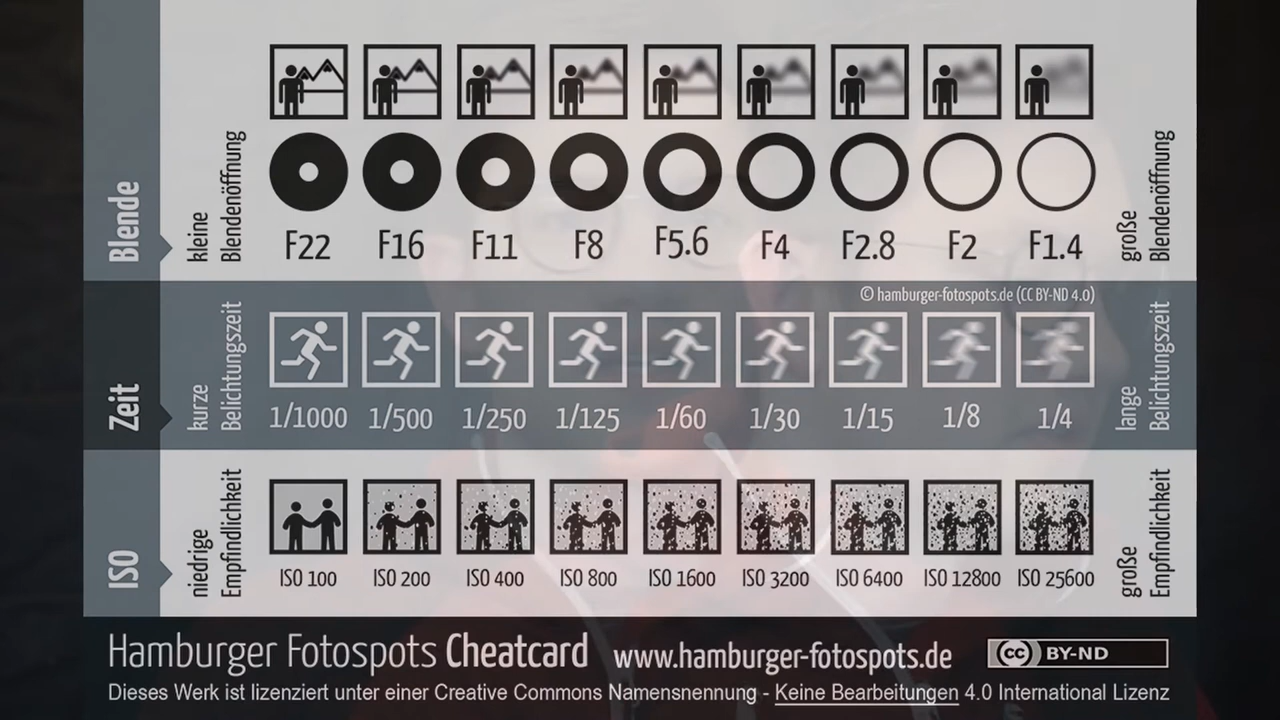 Blende
kleine
Blendenöffnung
F22 F16 F11 F8 F5.6 F4 F2.8 F2 F1.4
große
Blendenöffnung
© hamburger-fotospots.de (CC BY-ND 4.0)
Zeit
kurze
Belichtungszeit
1/1000 1/500 1/250 1/125 1/60 1/30 1/15 1/8 1/4
lange
Belichtungszeit
ISO
niedrige
Empfindlichkeit
ISO 100 ISO 200 ISO 400 ISO 800 ISO 1600 ISO 3200 ISO 6400 ISO 12800 ISO 25600
große
Empfindlichkeit
Hamburger Fotospots Cheatcard www.hamburger-fotospots.de cc BY-ND
Dieses Werk ist lizenziert unter einer Creative Commons Namensnennung - Keine Bearbeitungen 4.0 International Lizenz